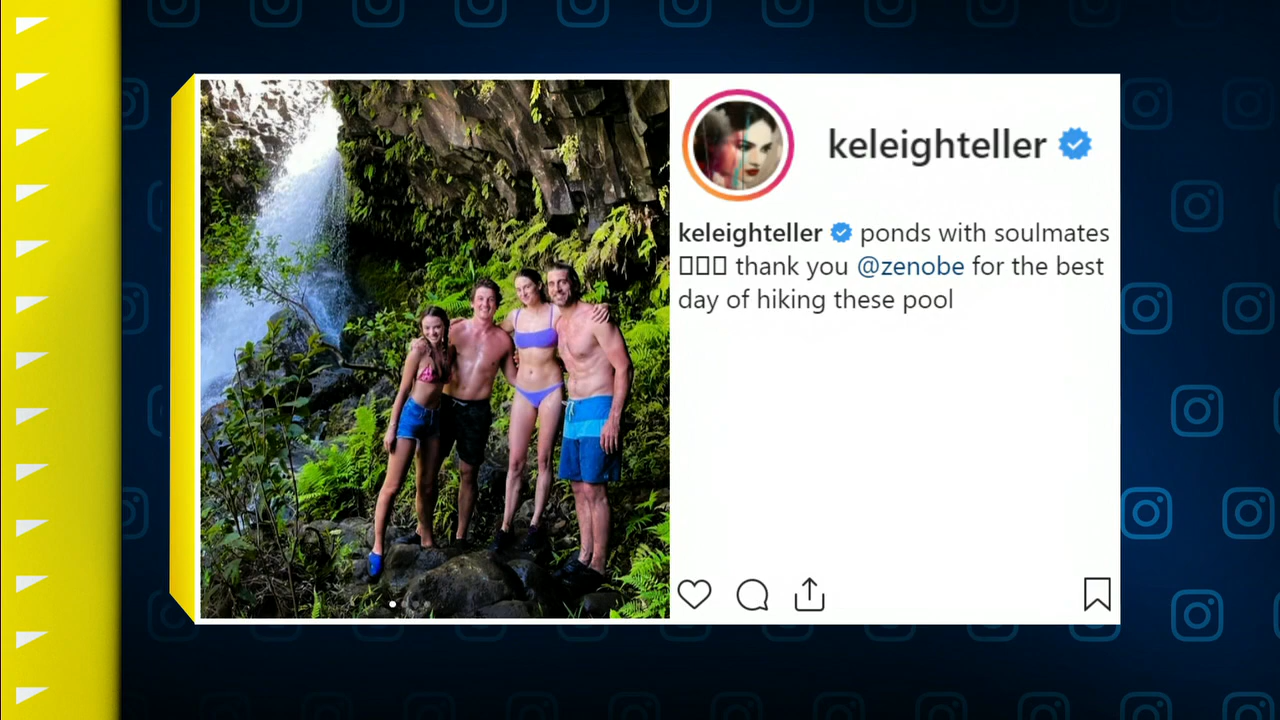 keleighteller
keleighteller ponds with soulmates
▯▯▯ thank you @zenobe for the best
day of hiking these pool